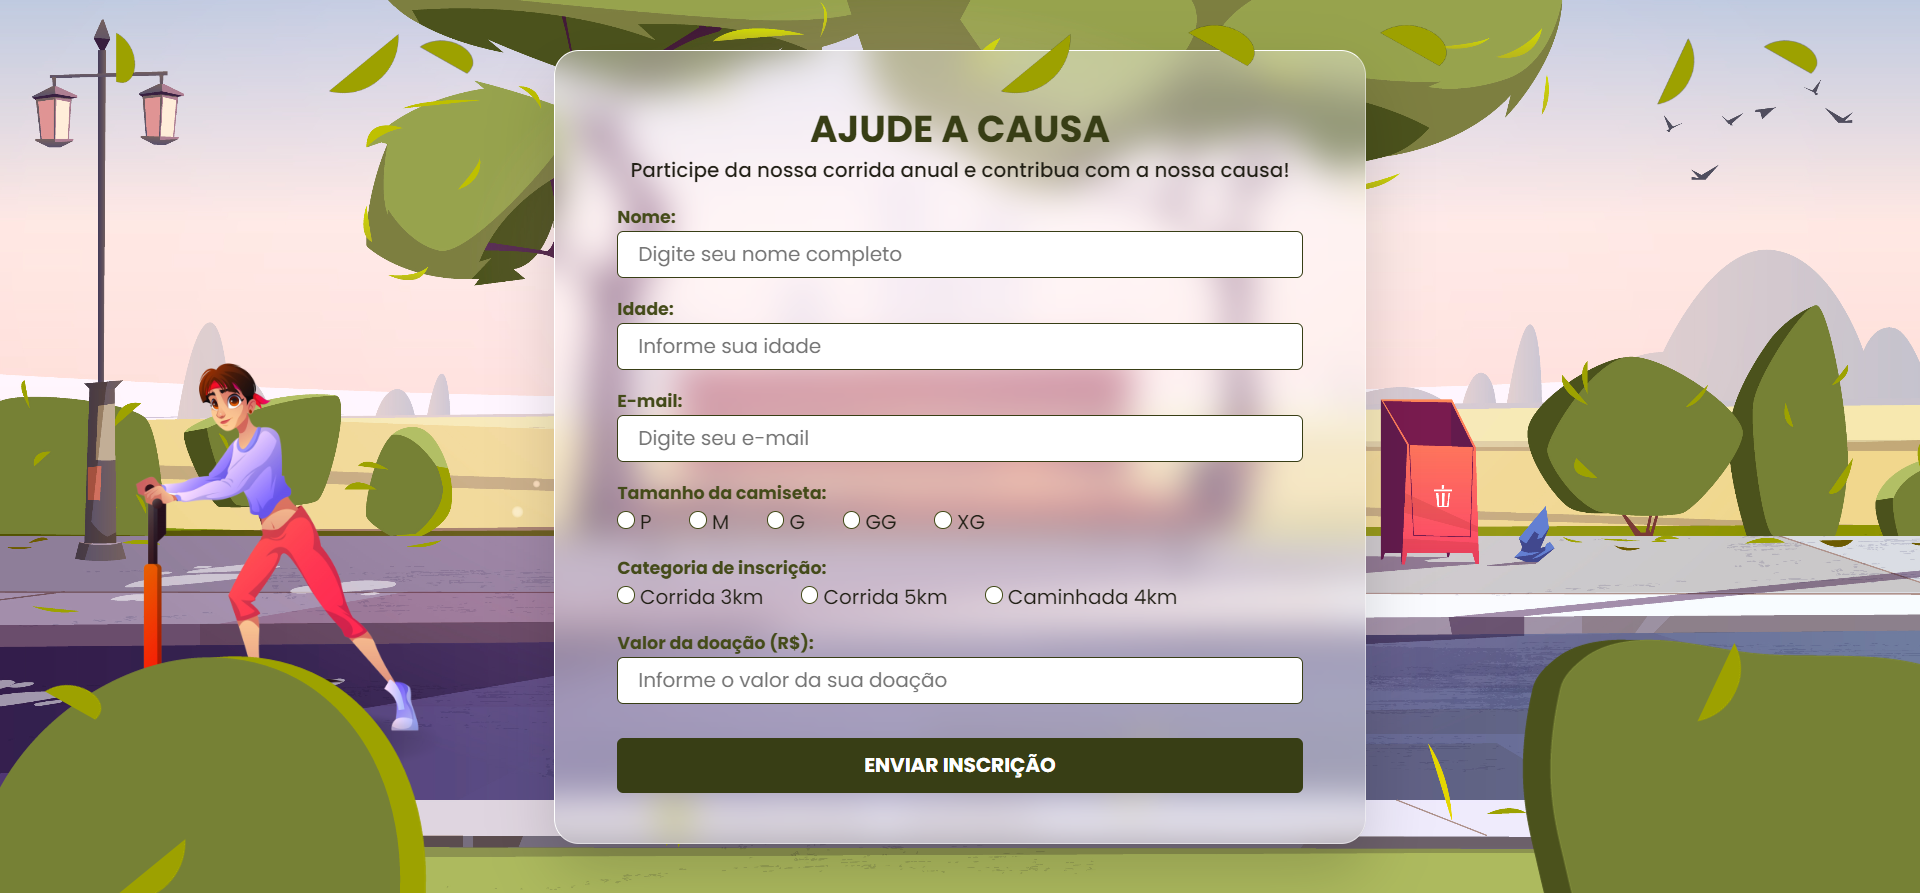 AJUDE A CAUSA
Participe da nossa corrida anual e contribua com a nossa causa!
Nome:
Digite seu nome completo
Idade:
Informe sua idade
E-mail:
Digite seu e-mail
Tamanho da camiseta:
P M G GG XG
Categoria de inscrição:
Corrida 3km Corrida 5km Caminhada 4km
Valor da doação (R$):
Informe o valor da sua doação
ENVIAR INSCRIÇÃO